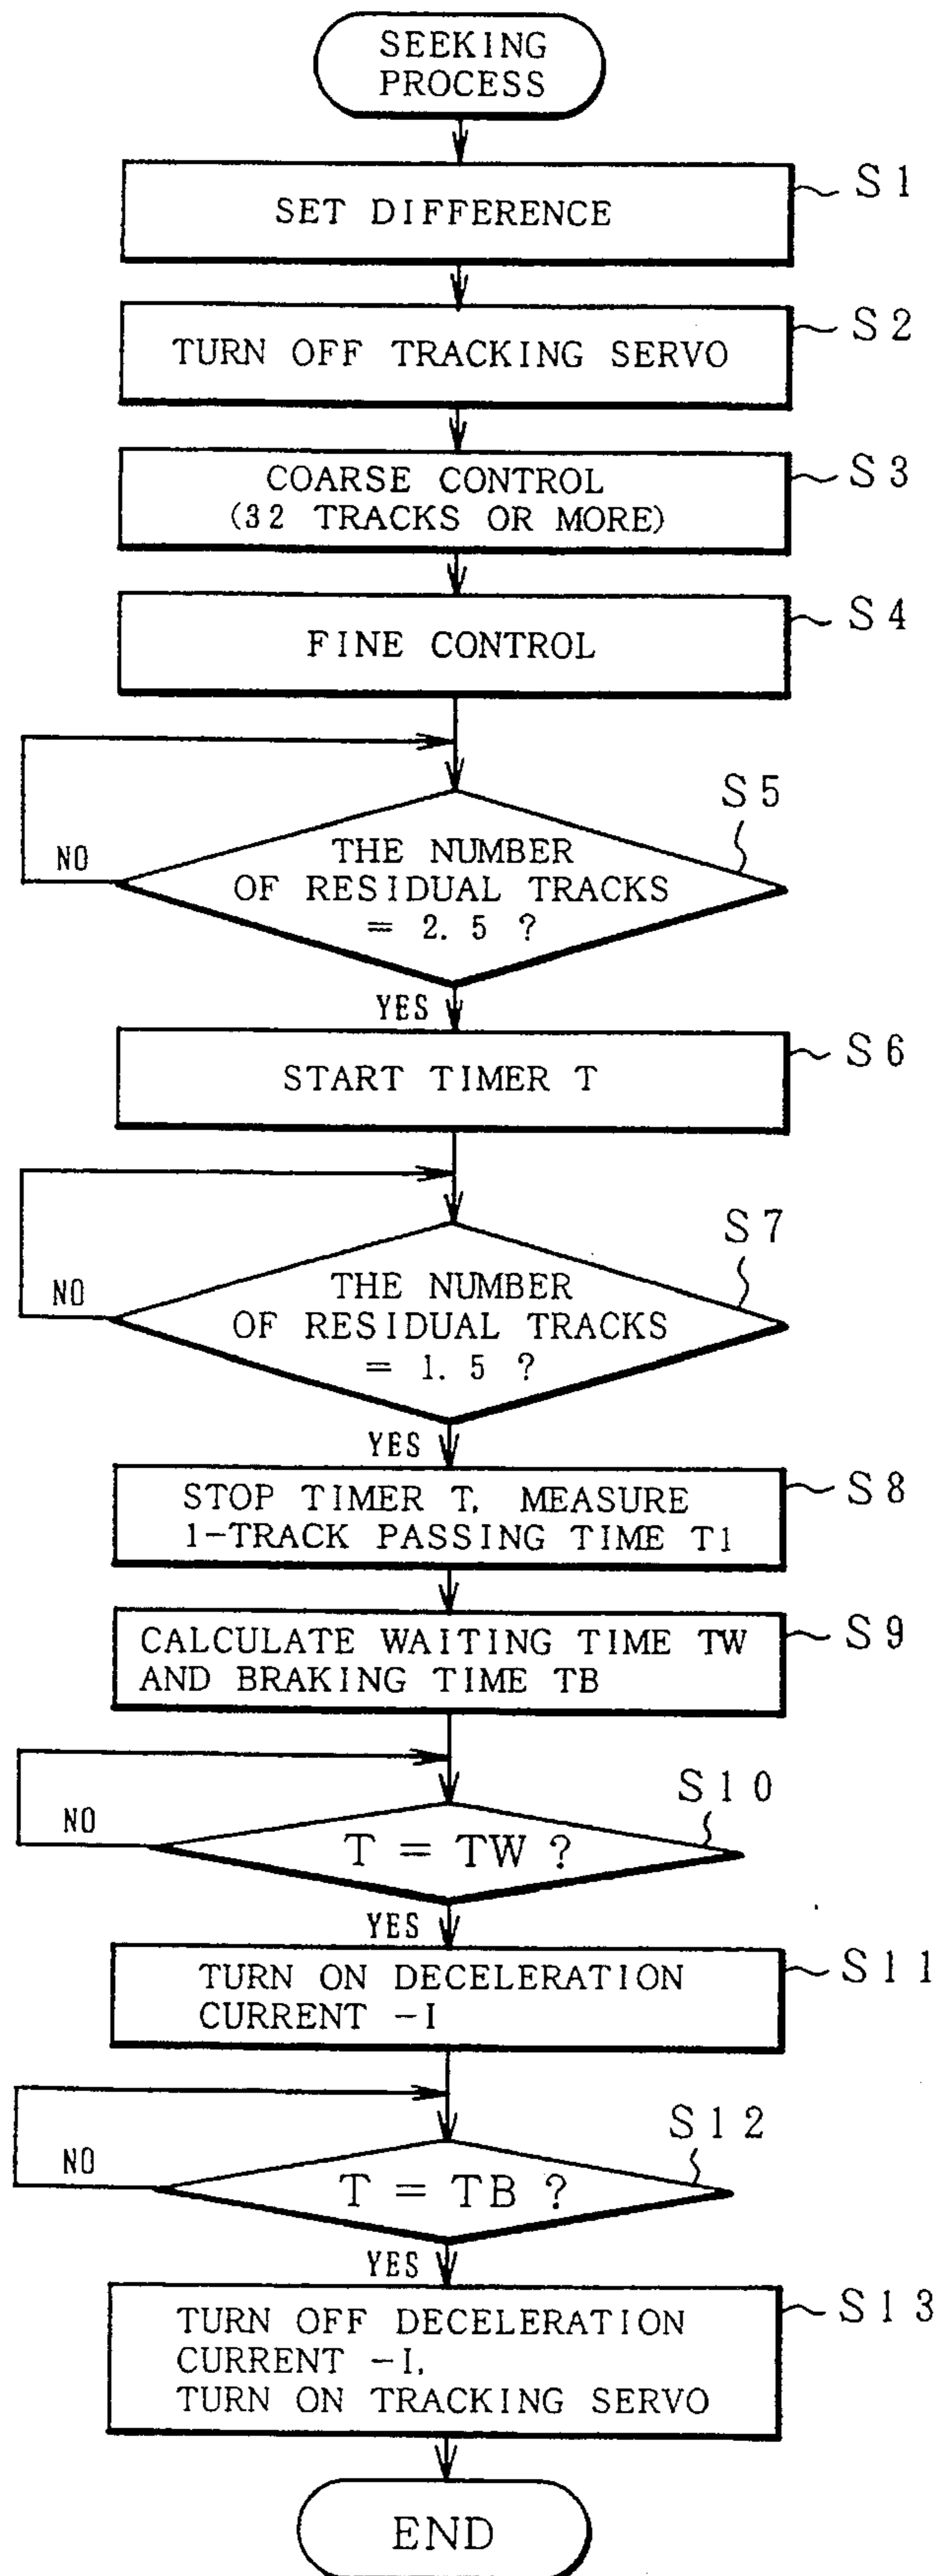 SEEKING
PROCESS
S1
SET DIFFERENCE
S2
TURN OFF TRACKING SERVO
S3
COARSE CONTROL
(32 TRACKS OR MORE)
S4
FINE CONTROL
S5
THE NUMBER
OF RESIDUAL TRACKS
= 2.5 ?
NO
YES
S6
START TIMER T
S7
THE NUMBER
OF RESIDUAL TRACKS
= 1.5 ?
NO
YES
S8
STOP TIMER T, MEASURE
1-TRACK PASSING TIME T1
S9
CALCULATE WAITING TIME TW
AND BRAKING TIME TB
S10
T = TW ?
NO
YES
S11
TURN ON DECELERATION
CURRENT -I
S12
T = TB ?
NO
YES
S13
TURN OFF DECELERATION
CURRENT -I,
TURN ON TRACKING SERVO
END